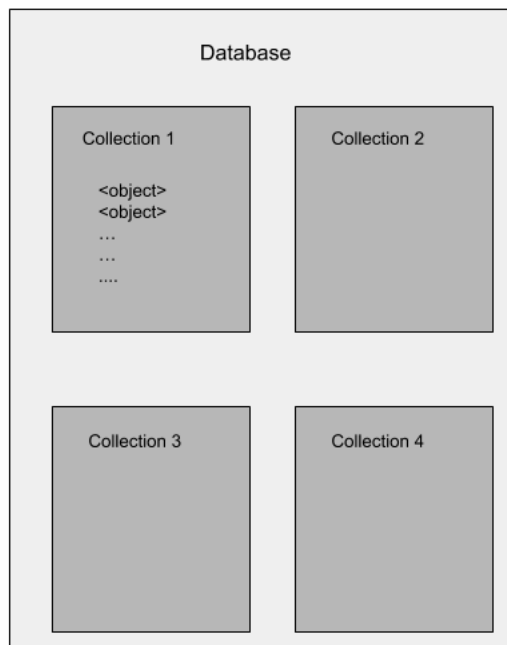 Database
Collection 1
Collection 2
<object>
<object>
…
…
....
Collection 3
Collection 4